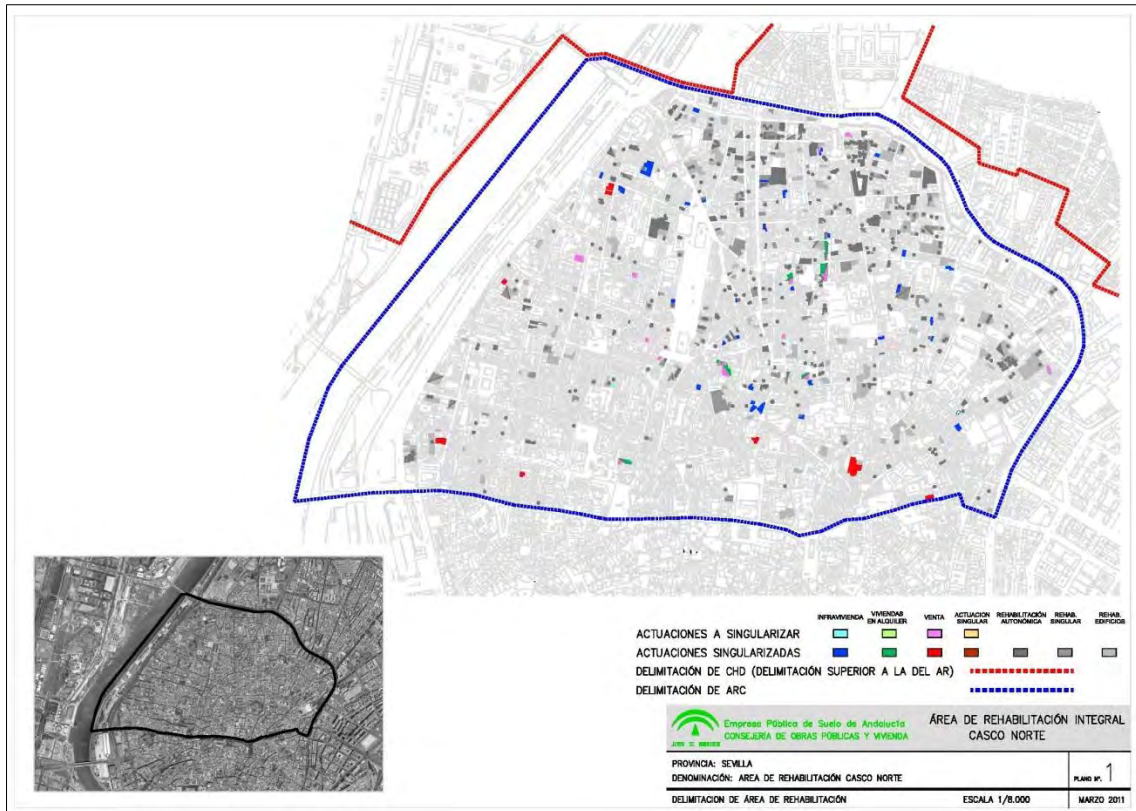 INFRAVIVIENDA
VIVIENDAS EN ALQUILER
VENTA
ACTUACION SINGULAR
REHABILITACIÓN AUTONÓMICA
REHAB. SINGULAR
REHAB. EDIFICIOS
ACTUACIONES A SINGULARIZAR
ACTUACIONES SINGULARIZADAS
DELIMITACIÓN DE CHD (DELIMITACIÓN SUPERIOR A LA DEL AR)
DELIMITACIÓN DE ARC
Empresa Pública de Suelo de Andalucía
CONSEJERÍA DE OBRAS PÚBLICAS Y VIVIENDA
ÁREA DE REHABILITACIÓN INTEGRAL
CASCO NORTE
PROVINCIA: SEVILLA
DENOMINACIÓN: AREA DE REHABILITACIÓN CASCO NORTE
PLANO Nº. 1
DELIMITACION DE ÁREA DE REHABILITACIÓN
ESCALA 1/8.000
MARZO 2011